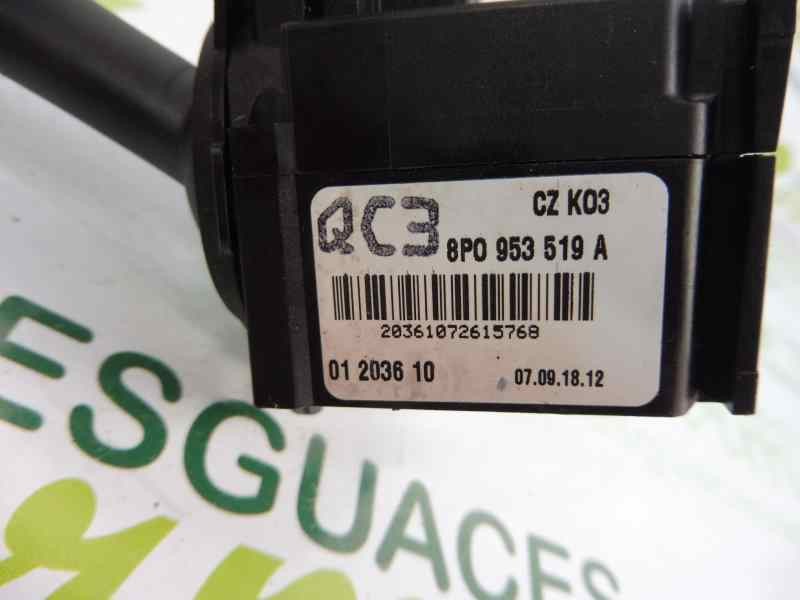 CZ K03
QC3
8P0 953 519 A
20361072615768
01 2036 10
07.09.18.12
ESGUACES